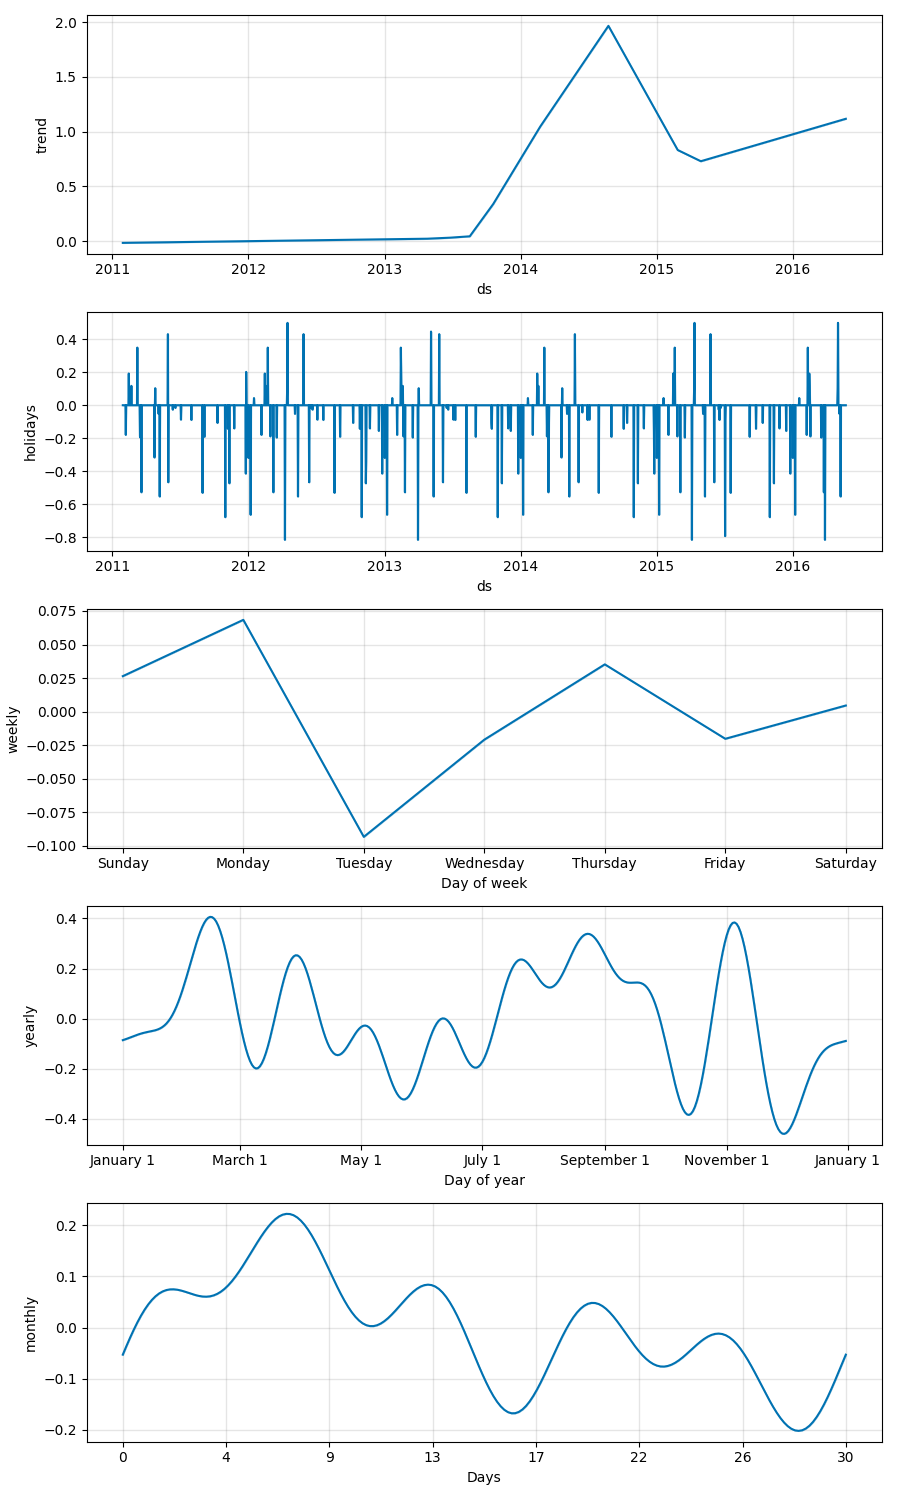 2.0
1.5
1.0
0.5
0.0
trend
2011 2012 2013 2014 2015 2016
ds
0.4
0.2
0.0
−0.2
−0.4
−0.6
−0.8
holidays
2011 2012 2013 2014 2015 2016
ds
0.075
0.050
0.025
0.000
−0.025
−0.050
−0.075
−0.100
weekly
Sunday Monday Tuesday Wednesday Thursday Friday Saturday
Day of week
0.4
0.2
0.0
−0.2
−0.4
yearly
January 1 March 1 May 1 July 1 September 1 November 1 January 1
Day of year
0.2
0.1
0.0
−0.1
−0.2
monthly
0 4 9 13 17 22 26 30
Days